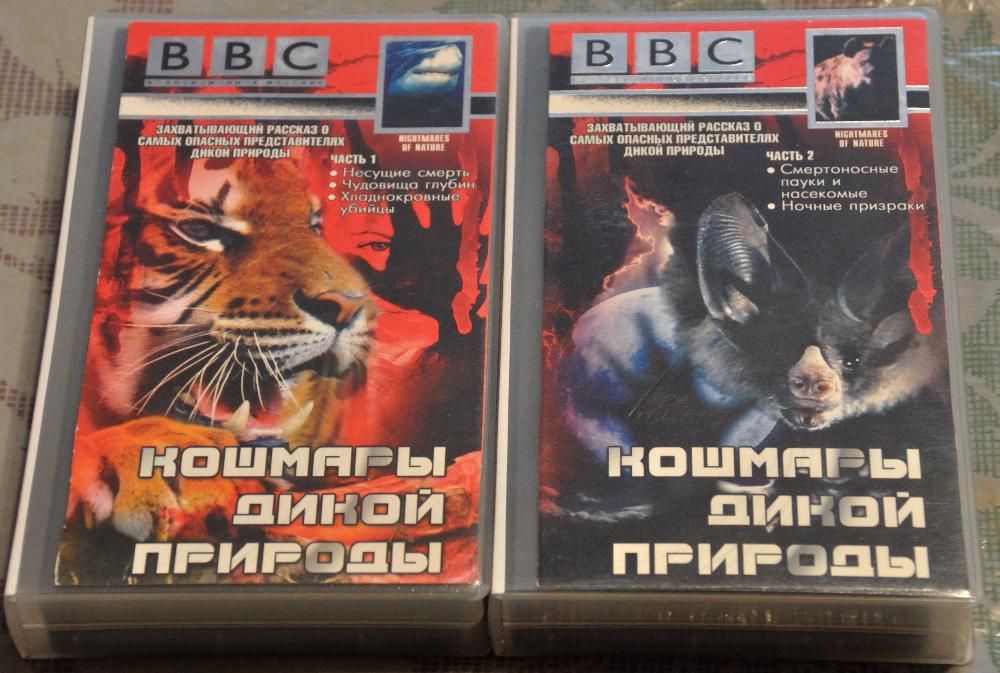 BBC
ЗАХВАТЫВАЮЩИЙ РАССКАЗ О
САМЫХ ОПАСНЫХ ПРЕДСТАВИТЕЛЯХ
ДИКОЙ ПРИРОДЫ
NIGHTMARES
OF NATURE
ЧАСТЬ 1
• Несущие смерть
• Чудовища глубин
• Хладнокровные
убийцы
КОШМАРЫ
ДИКОЙ
ПРИРОДЫ
BBC
ЗАХВАТЫВАЮЩИЙ РАССКАЗ О
САМЫХ ОПАСНЫХ ПРЕДСТАВИТЕЛЯХ
ДИКОЙ ПРИРОДЫ
NIGHTMARES
OF NATURE
ЧАСТЬ 2
• Смертоносные
пауки и
насекомые
• Ночные призраки
КОШМАРЫ
ДИКОЙ
ПРИРОДЫ